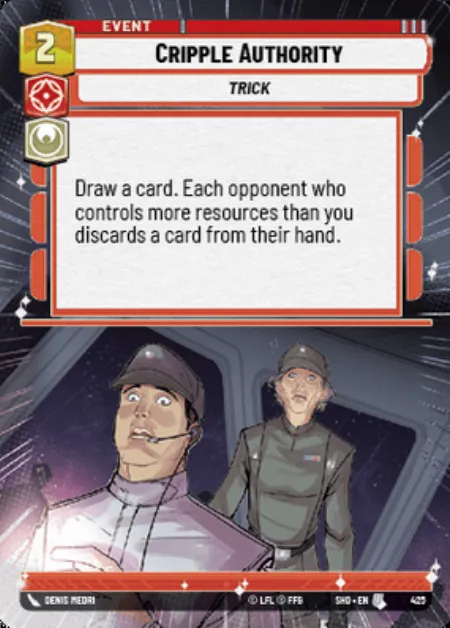 EVENT
2
CRIPPLE AUTHORITY
TRICK
Draw a card. Each opponent who
controls more resources than you
discards a card from their hand.
DENIS MEDRI
© LFL © FFG
SHD • EN
425